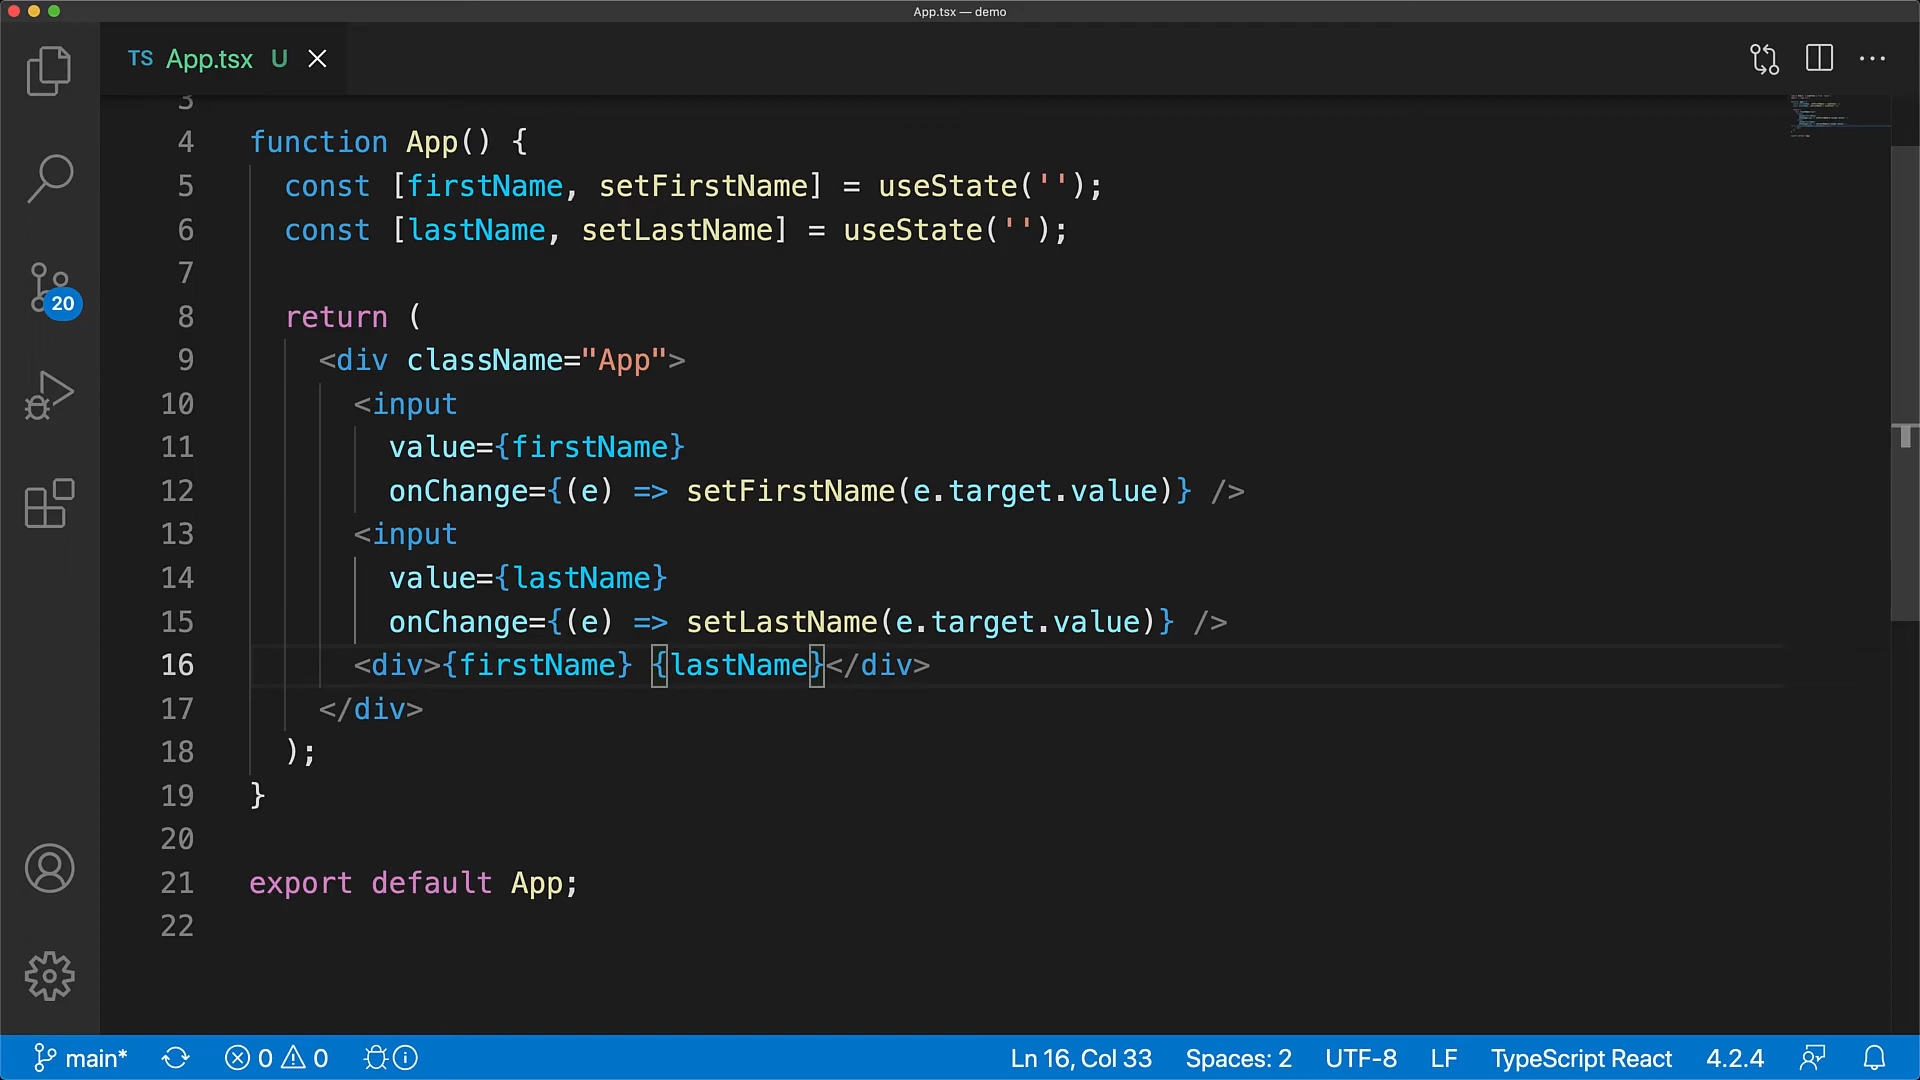 App.tsx — demo
TS App.tsx U
3
4 function App() {
5 const [firstName, setFirstName] = useState('');
6 const [lastName, setLastName] = useState('');
7
8 return (
9 <div className="App">
10 <input
11 value={firstName}
12 onChange={(e) => setFirstName(e.target.value)} />
13 <input
14 value={lastName}
15 onChange={(e) => setLastName(e.target.value)} />
16 <div>{firstName} {lastName}</div>
17 </div>
18 );
19 }
20
21 export default App;
22
20
main* 0 0 Ln 16, Col 33 Spaces: 2 UTF-8 LF TypeScript React 4.2.4